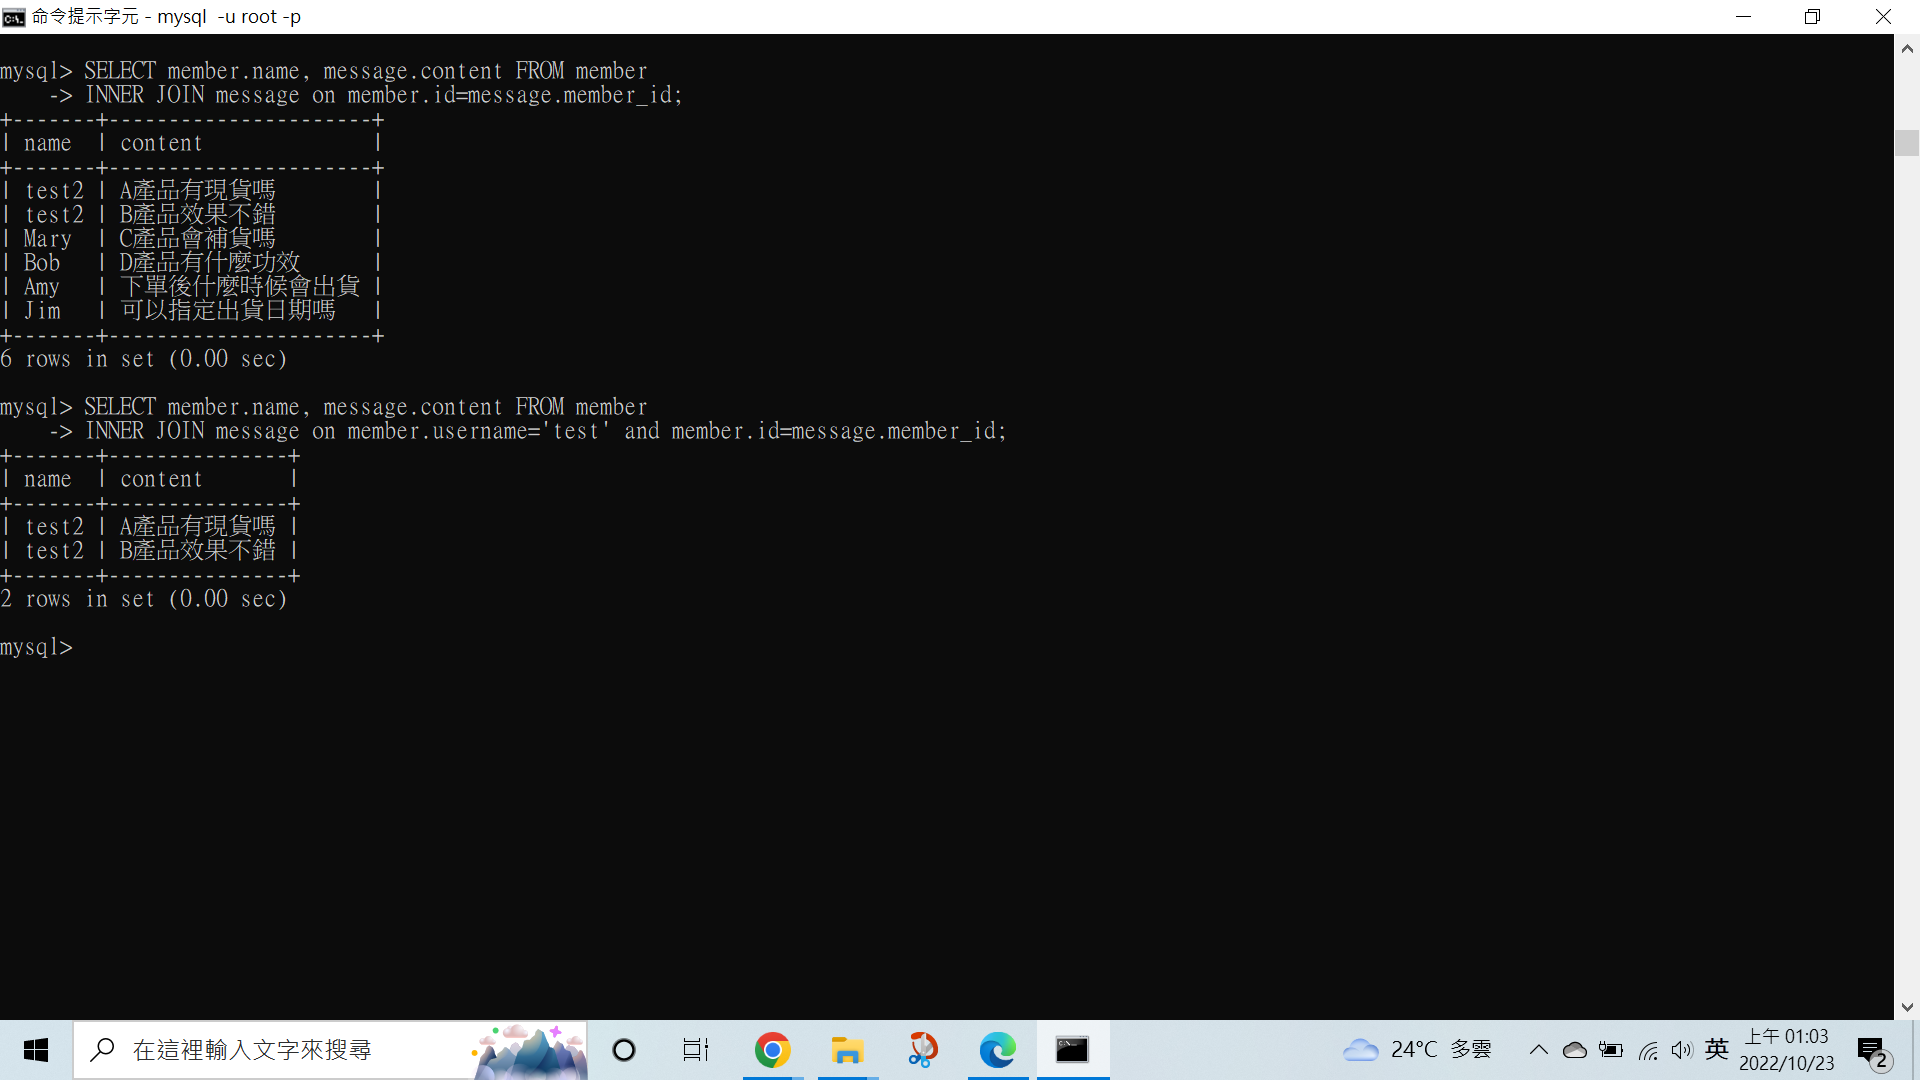 命令提示字元 - mysql  -u root -p
mysql> SELECT member.name, message.content FROM member
    -> INNER JOIN message on member.id=message.member_id;
+-------+----------------------+
| name  | content              |
+-------+----------------------+
| test2 | A產品有現貨嗎        |
| test2 | B產品效果不錯        |
| Mary  | C產品會補貨嗎        |
| Bob   | D產品有什麼功效      |
| Amy   | 下單後什麼時候會出貨 |
| Jim   | 可以指定出貨日期嗎   |
+-------+----------------------+
6 rows in set (0.00 sec)
mysql> SELECT member.name, message.content FROM member
    -> INNER JOIN message on member.username='test' and member.id=message.member_id;
+-------+---------------+
| name  | content       |
+-------+---------------+
| test2 | A產品有現貨嗎 |
| test2 | B產品效果不錯 |
+-------+---------------+
2 rows in set (0.00 sec)
mysql>
在這裡輸入文字來搜尋
24°C 多雲
英
上午 01:03
2022/10/23
2